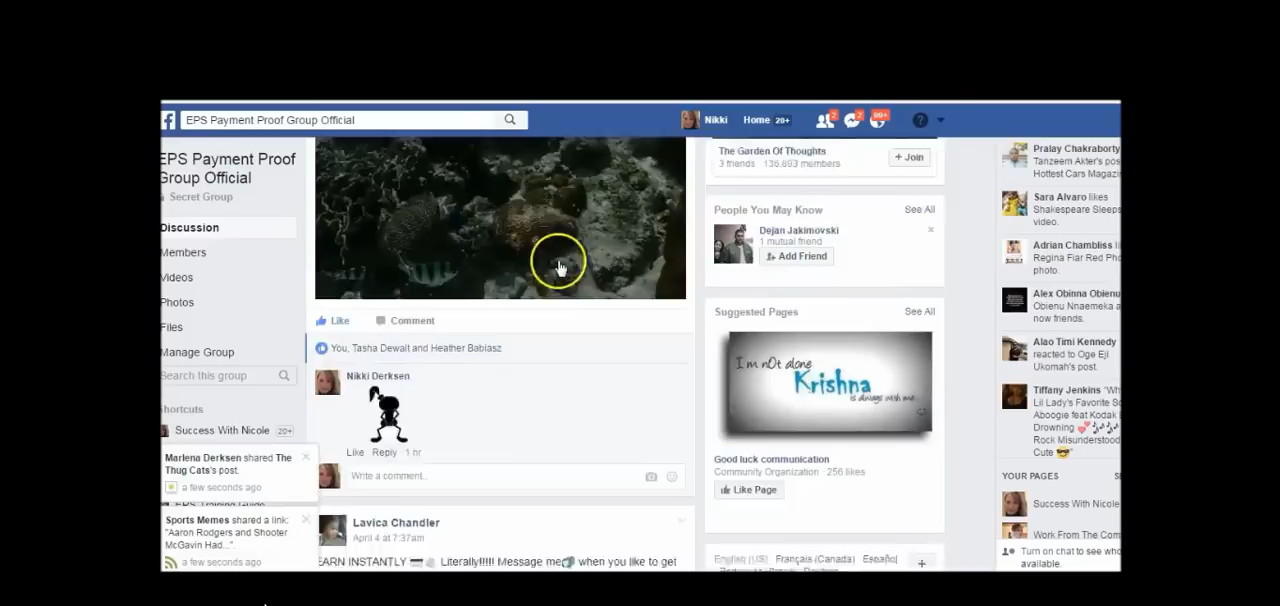 EPS Payment Proof Group Official
Nikki
Home 20+
2
2
99+
EPS Payment Proof
Group Official
Secret Group
Discussion
Members
Videos
Photos
Files
Manage Group
Search this group
Shortcuts
Success With Nicole 20+
Marlena Derksen shared The
Thug Cats's post.
a few seconds ago
Sports Memes shared a link:
"Aaron Rodgers and Shooter
McGavin Had...".
a few seconds ago
Like Comment
You, Tasha Dewalt and Heather Babiasz
Nikki Derksen
Like Reply 1 hr
Write a comment...
Lavica Chandler
April 4 at 7:37am
EARN INSTANTLY Literally!!!!! Message me when you like to get
The Garden Of Thoughts
3 friends · 136,893 members
+ Join
People You May Know See All
Dejan Jakimovski
1 mutual friend
Add Friend
Suggested Pages See All
I'm nOt alone
Krishna
is always with me
Good luck communication
Community Organization · 256 likes
Like Page
English (US) · Français (Canada) · Español
Pralay Chakraborty
Tanzeem Akter's po
Hottest Cars Magazi
Sara Alvaro likes
Shakespeare Sleeps
video.
Adrian Chambliss li
Regina Fiar Red Pho
photo.
Alex Obinna Obienu
Obienu Nnaemeka a
now friends.
Alao Timi Kennedy
reacted to Oge Eji
Ukomah's post.
Tiffany Jenkins "Wh
Lil Lady's Favorite So
Aboogie feat Kodak
Drowning
Rock Misunderstood
Cute
YOUR PAGES
Success With Nicole
Work From The Com
Turn on chat to see who
available.